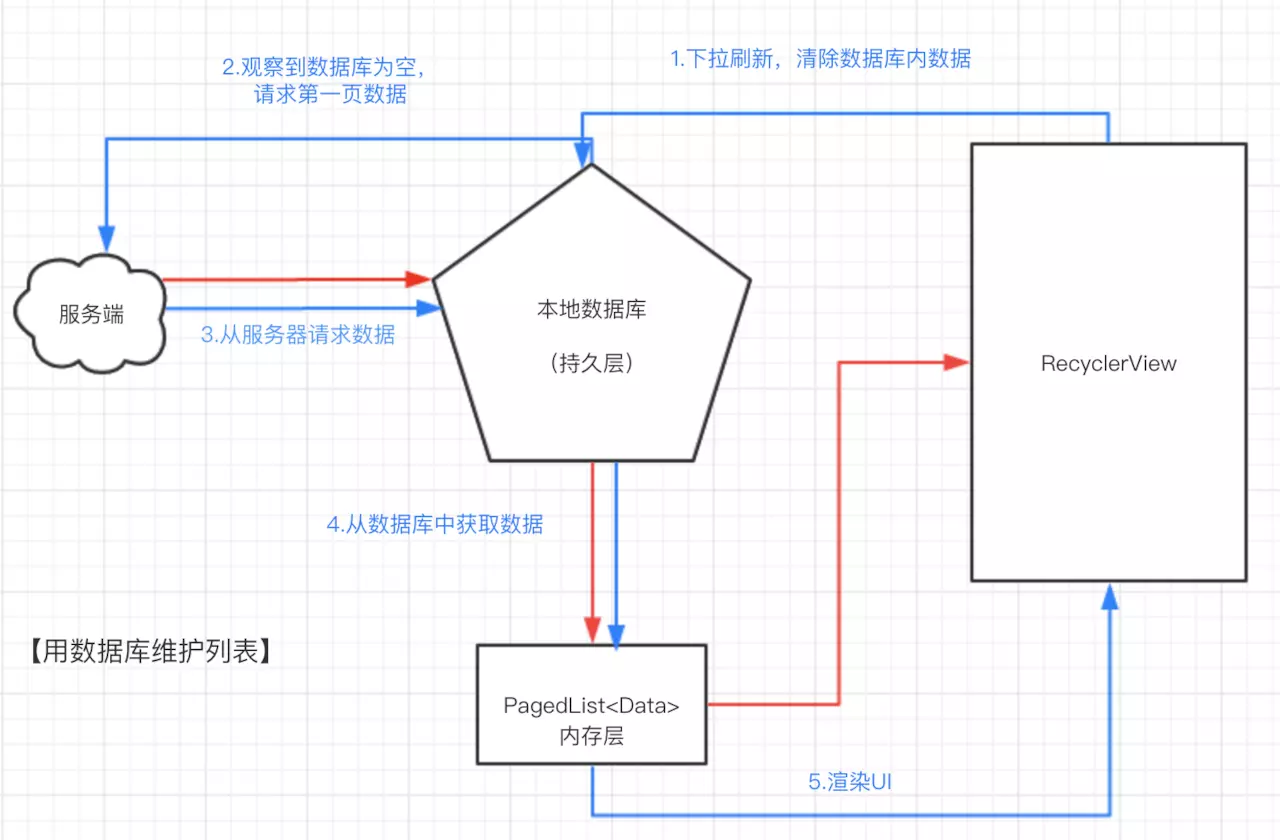 1.下拉刷新，清除数据库内数据
2.观察到数据库为空，
请求第一页数据
服务端
3.从服务器请求数据
本地数据库
（持久层）
RecyclerView
4.从数据库中获取数据
【用数据库维护列表】
PagedList<Data>
内存层
5.渲染UI